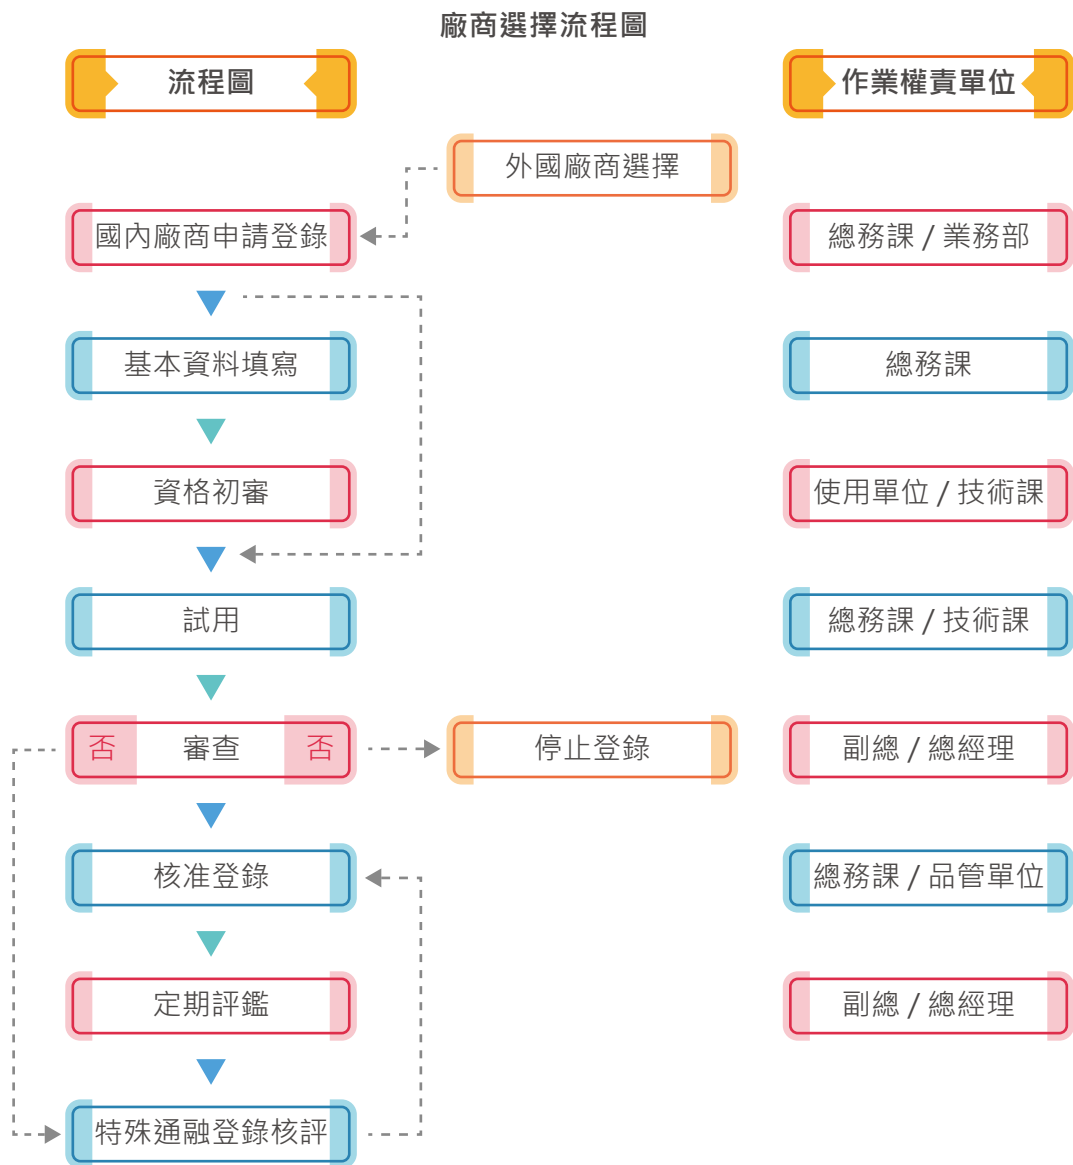 廠商選擇流程圖
流程圖
作業權責單位
外國廠商選擇
國內廠商申請登錄
總務課 / 業務部
基本資料填寫
總務課
資格初審
使用單位 / 技術課
試用
總務課 / 技術課
否 審查 否
停止登錄
副總 / 總經理
核准登錄
總務課 / 品管單位
定期評鑑
副總 / 總經理
特殊通融登錄核評